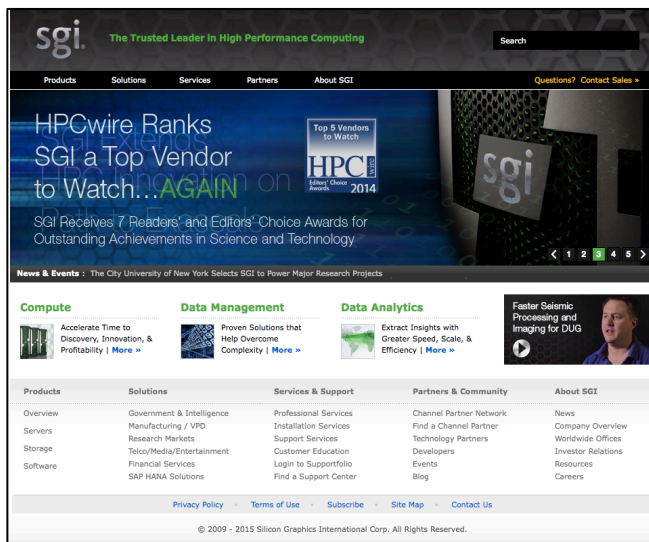 sgi.
The Trusted Leader in High Performance Computing
Search
Products Solutions Services Partners About SGI
Questions? Contact Sales »
HPCwire Ranks
SGI a Top Vendor
to Watch...AGAIN
SGI Extends
HPC Innovation on
SGI Receives 7 Readers' and Editors' Choice Awards for
Outstanding Achievements in Science and Technology
Top 5 Vendors
to Watch
HPC wire
Editors' Choice
Awards 2014
sgi
1 2 3 4 5
News & Events : The City University of New York Selects SGI to Power Major Research Projects
Compute
Accelerate Time to
Discovery, Innovation, &
Profitability | More »
Data Management
Proven Solutions that
Help Overcome
Complexity | More »
Data Analytics
Extract Insights with
Greater Speed, Scale, &
Efficiency | More »
Faster Seismic
Processing and
Imaging for DUG
Products
Overview
Servers
Storage
Software
Solutions
Government & Intelligence
Manufacturing / VPD
Research Markets
Telco/Media/Entertainment
Financial Services
SAP HANA Solutions
Services & Support
Professional Services
Installation Services
Support Services
Customer Education
Login to Supportfolio
Find a Support Center
Partners & Community
Channel Partner Network
Find a Channel Partner
Technology Partners
Developers
Events
Blog
About SGI
News
Company Overview
Worldwide Offices
Investor Relations
Resources
Careers
Privacy Policy Terms of Use Subscribe Site Map Contact Us
© 2009 - 2015 Silicon Graphics International Corp. All Rights Reserved.